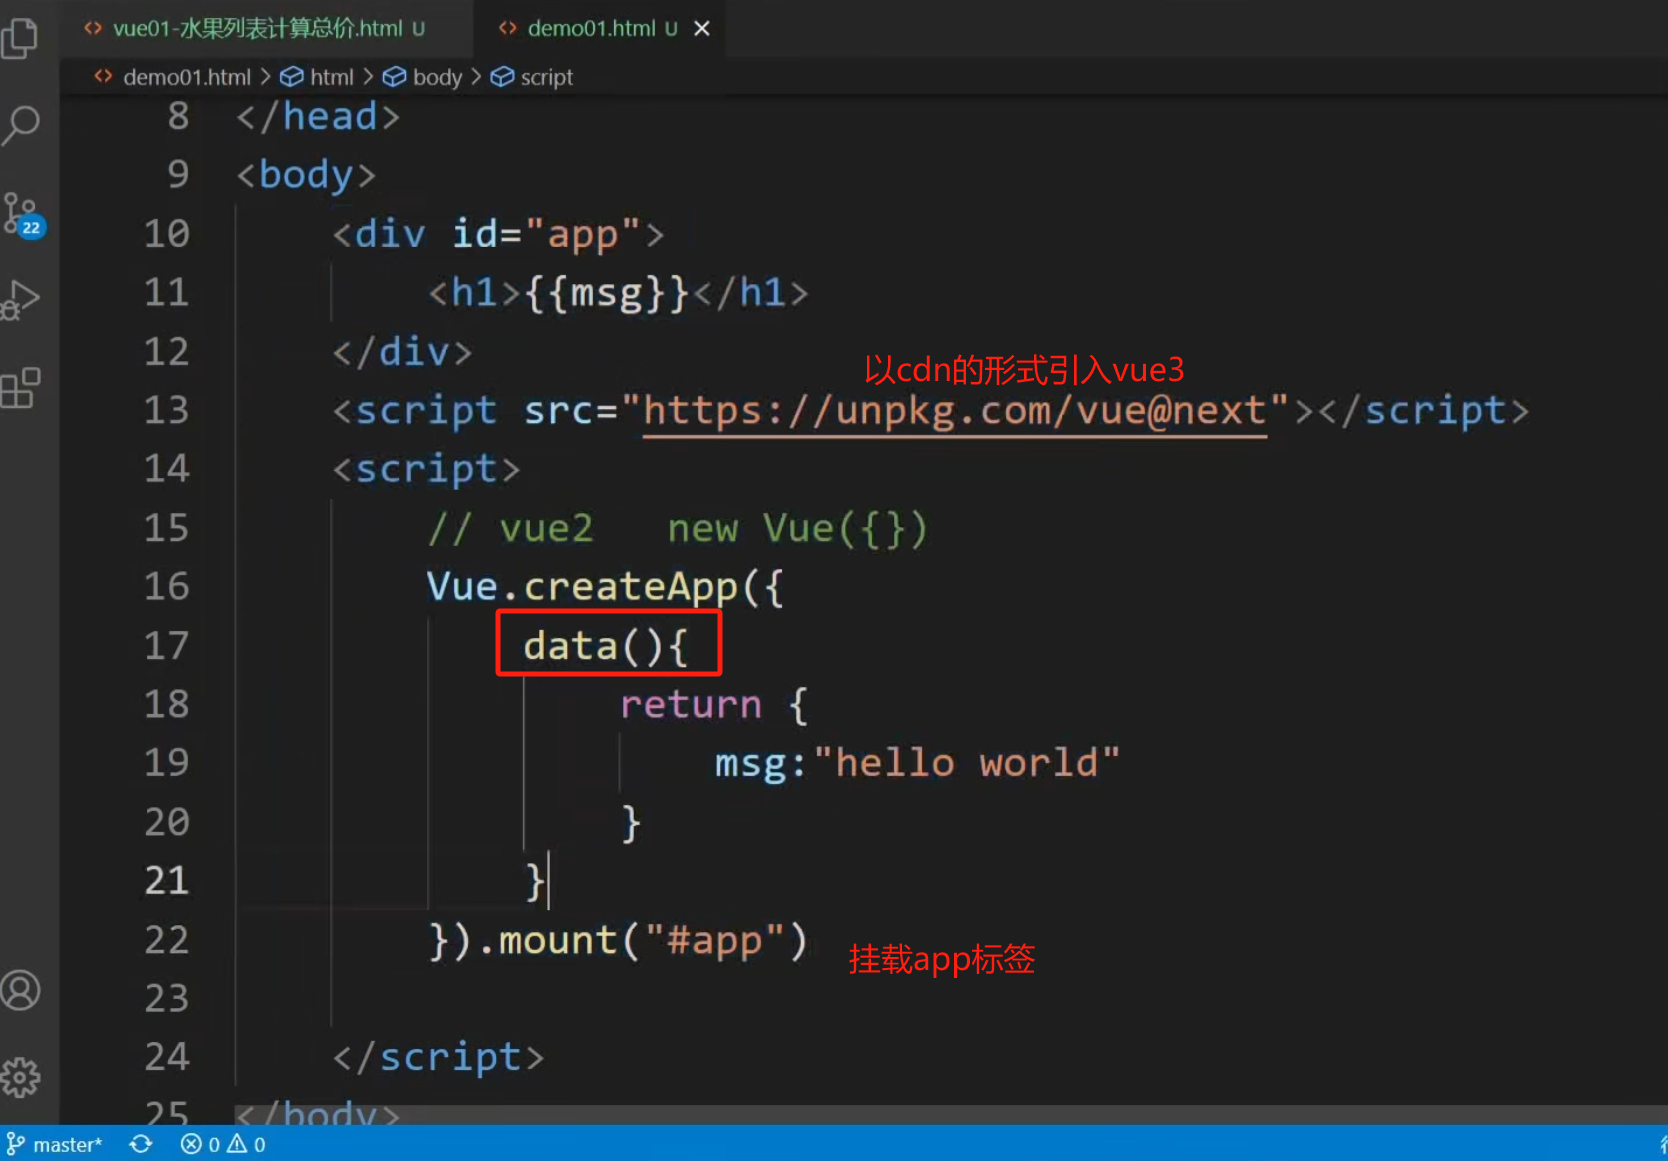 vue01-水果列表计算总价.html U
demo01.html U
demo01.html > html > body > script
8 </head>
9 <body>
10 <div id="app">
11 <h1>{{msg}}</h1>
12 </div>
以cdn的形式引入vue3
13 <script src="https://unpkg.com/vue@next"></script>
14 <script>
15 // vue2 new Vue({})
16 Vue.createApp({
17 data(){
18 return {
19 msg:"hello world"
20 }
21 }
22 }).mount("#app")
挂载app标签
23
24 </script>
25 </body>
22
master* 0 0